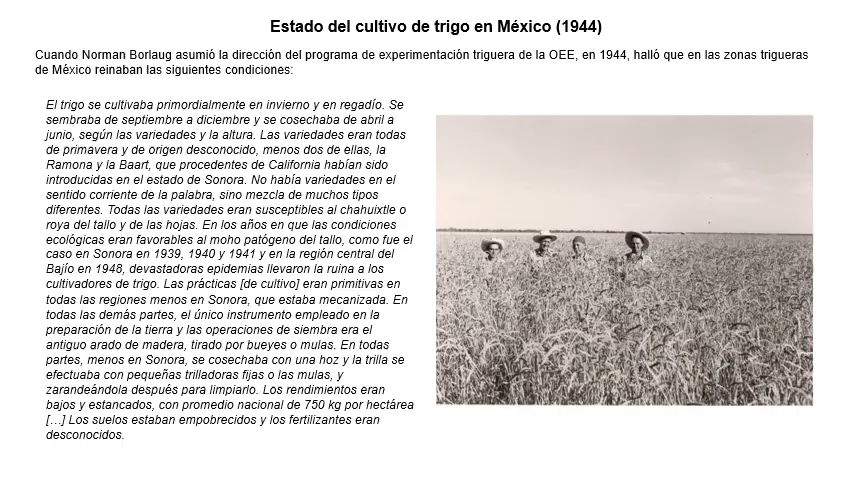 Estado del cultivo de trigo en México (1944)
Cuando Norman Borlaug asumió la dirección del programa de experimentación triguera de la OEE, en 1944, halló que en las zonas trigueras
de México reinaban las siguientes condiciones:
El trigo se cultivaba primordialmente en invierno y en regadío. Se
sembraba de septiembre a diciembre y se cosechaba de abril a
junio, según las variedades y la altura. Las variedades eran todas
de primavera y de origen desconocido, menos dos de ellas, la
Ramona y la Baart, que procedentes de California habían sido
introducidas en el estado de Sonora. No había variedades en el
sentido corriente de la palabra, sino mezcla de muchos tipos
diferentes. Todas las variedades eran susceptibles al chahuixtle o
roya del tallo y de las hojas. En los años en que las condiciones
ecológicas eran favorables al moho patógeno del tallo, como fue el
caso en Sonora en 1939, 1940 y 1941 y en la región central del
Bajío en 1948, devastadoras epidemias llevaron la ruina a los
cultivadores de trigo. Las prácticas [de cultivo] eran primitivas en
todas las regiones menos en Sonora, que estaba mecanizada. En
todas las demás partes, el único instrumento empleado en la
preparación de la tierra y las operaciones de siembra era el
antiguo arado de madera, tirado por bueyes o mulas. En todas
partes, menos en Sonora, se cosechaba con una hoz y la trilla se
efectuaba con pequeñas trilladoras fijas o las mulas, y
zarandeándola después para limpiarlo. Los rendimientos eran
bajos y estancados, con promedio nacional de 750 kg por hectárea
[…] Los suelos estaban empobrecidos y los fertilizantes eran
desconocidos.